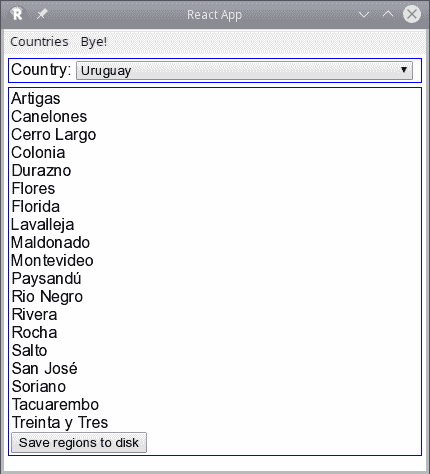 React App
Countries Bye!
Country: Uruguay
Artigas
Canelones
Cerro Largo
Colonia
Durazno
Flores
Florida
Lavalleja
Maldonado
Montevideo
Paysandú
Rio Negro
Rivera
Rocha
Salto
San José
Soriano
Tacuarembo
Treinta y Tres
Save regions to disk